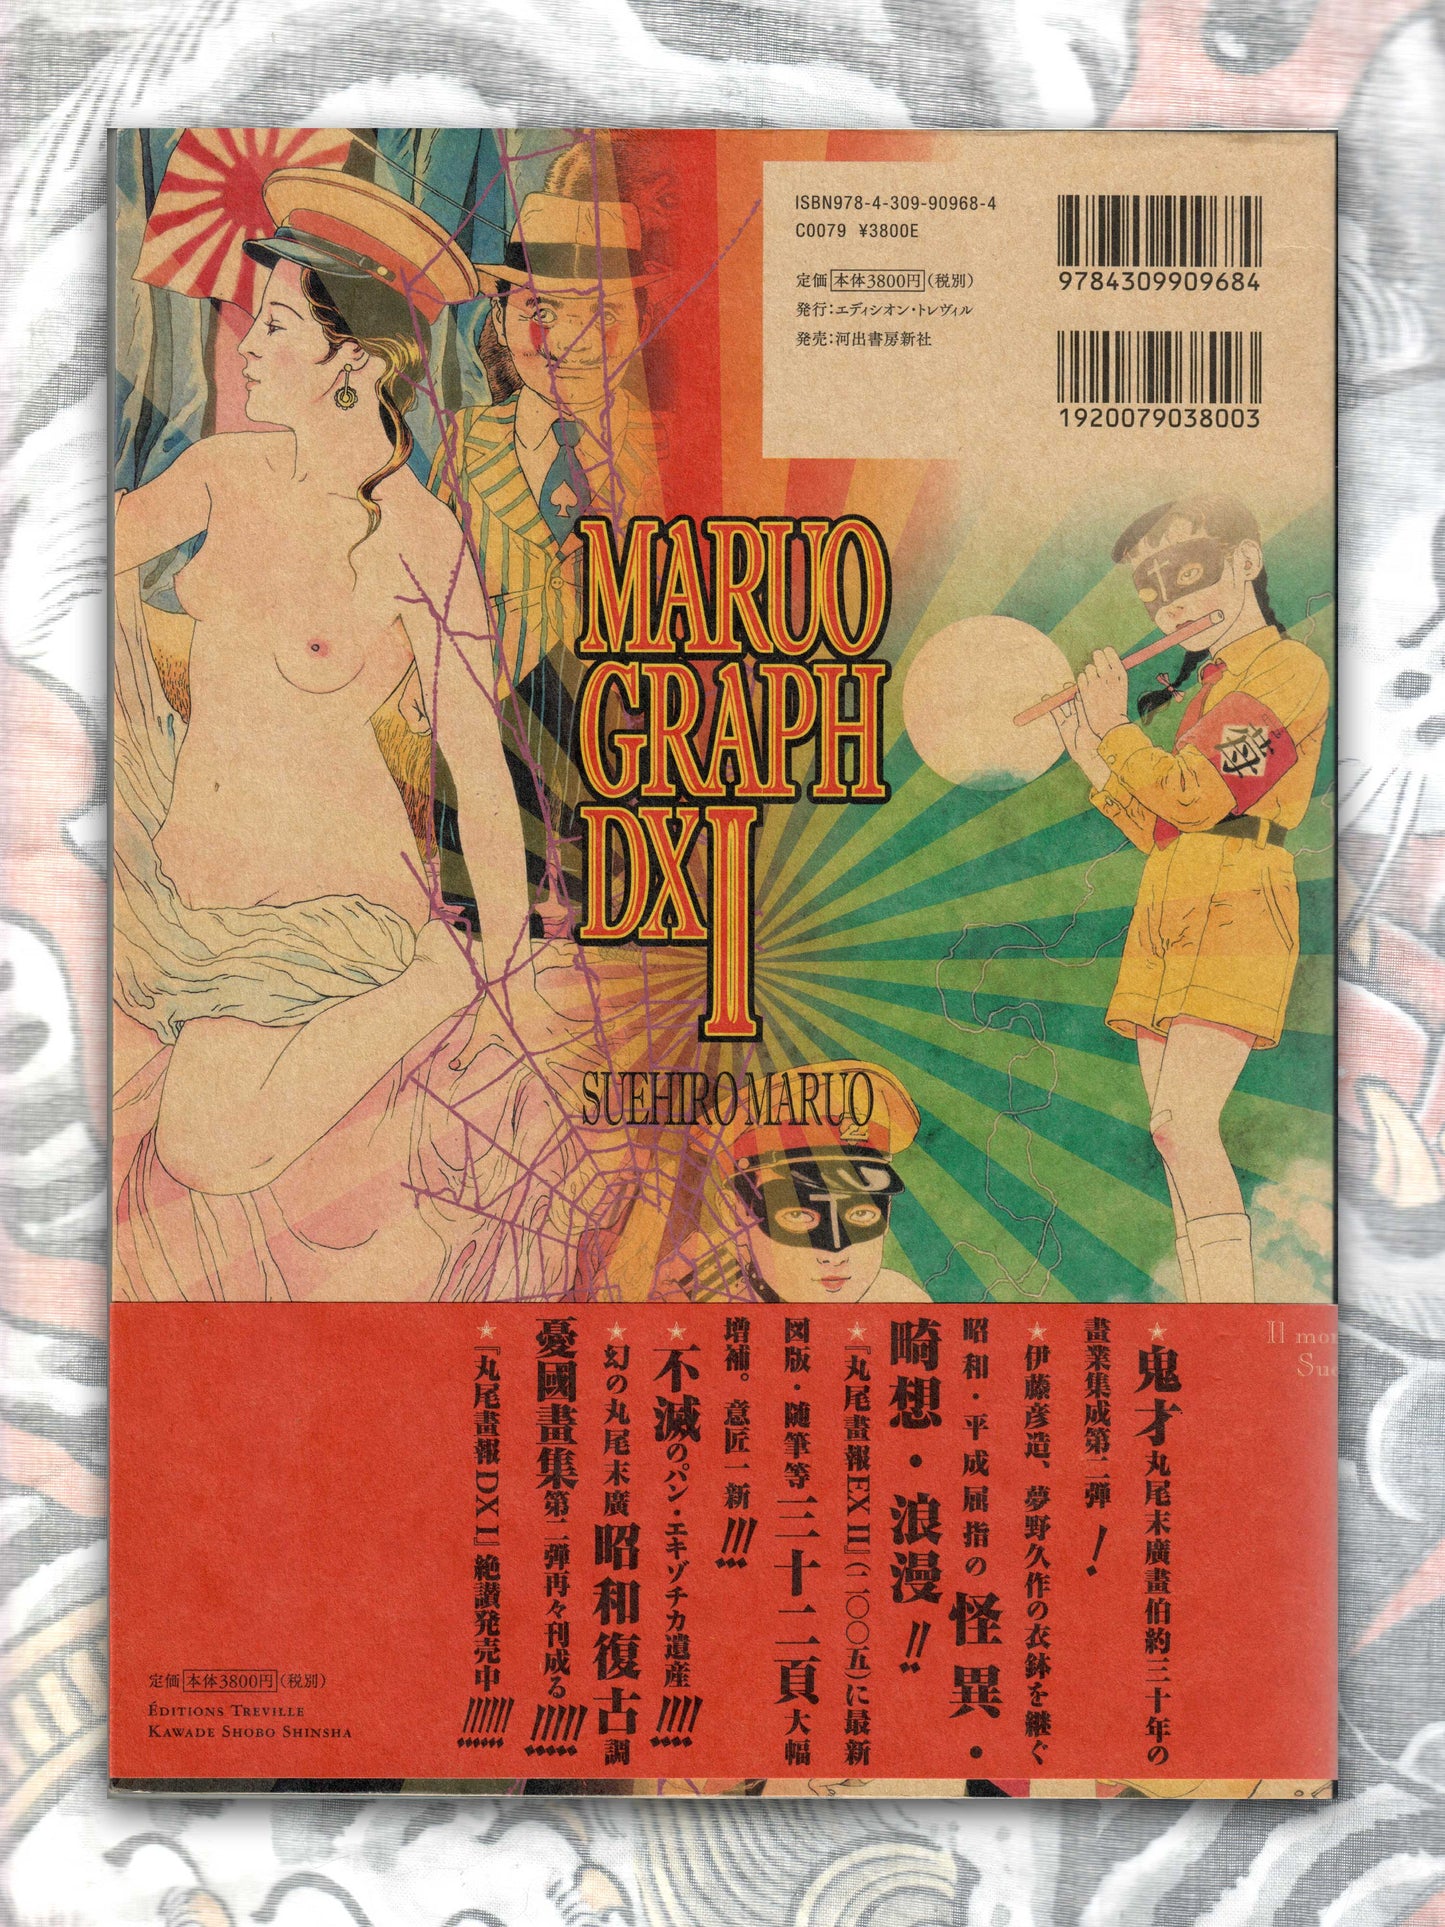 ISBN978-4-309-90968-4
C0079 ¥3800E
定価 本体3800円（税別）
発行：エディシオン・トレヴィル
発売：河出書房新社
9784309909684
1920079038003
MARUO
GRAPH
DXII
SUEHIRO MARUO
侍
2
Il mo
Sue
★鬼才丸尾末廣畫伯約三十年の
畫業集成第二弾！
★伊藤彦造、夢野久作の衣鉢を継ぐ
昭和・平成屈指の怪異・
畸想・浪漫!!
★『丸尾畫報EX II』（二〇〇五）に最新
図版・随筆等三十二頁大幅
増補。意匠一新!!!
★不滅のパン・エキゾチカ遺産!!!!
★幻の丸尾末廣昭和復古調
憂國畫集第二弾再々刊成る!!!!!
★『丸尾畫報DX I』絶讃発売中!!!!!!
定価 本体3800円（税別）
ÉDITIONS TREVILLE
KAWADE SHOBO SHINSHA